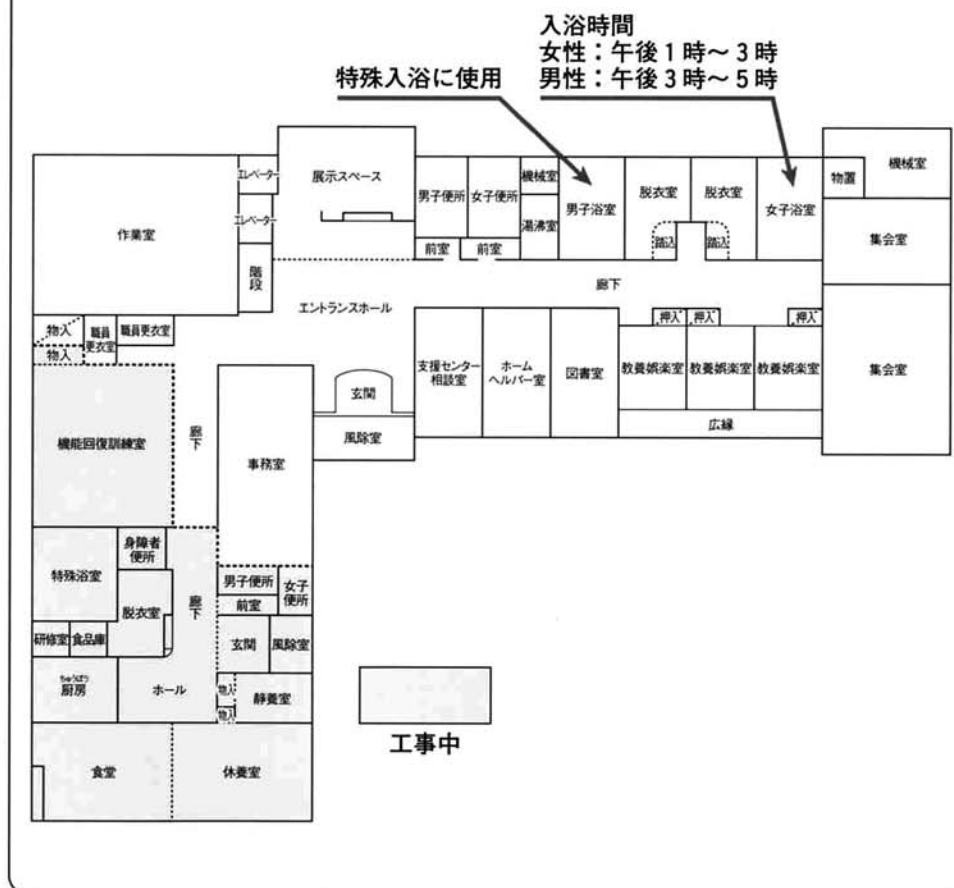 入浴時間
女性：午後１時～３時
男性：午後３時～５時
特殊入浴に使用
エレベーター
展示スペース
男子便所
女子便所
機械室
男子浴室
脱衣室
脱衣室
女子浴室
物置
機械室
作業室
エレベーター
湯沸室
踏込
踏込
集会室
前室
前室
階段
廊下
エントランスホール
物入
職員更衣室
職員更衣室
物入
押入
押入
押入
支援センター
相談室
ホーム
ヘルパー室
図書室
教養娯楽室
教養娯楽室
教養娯楽室
集会室
玄関
広縁
風除室
機能回復訓練室
廊下
事務室
身障者
便所
特殊浴室
脱衣室
廊下
男子便所
女子
便所
前室
研修室
食品庫
玄関
風除室
ちゅうぼう
厨房
ホール
物入
静養室
物入
食堂
休養室
工事中